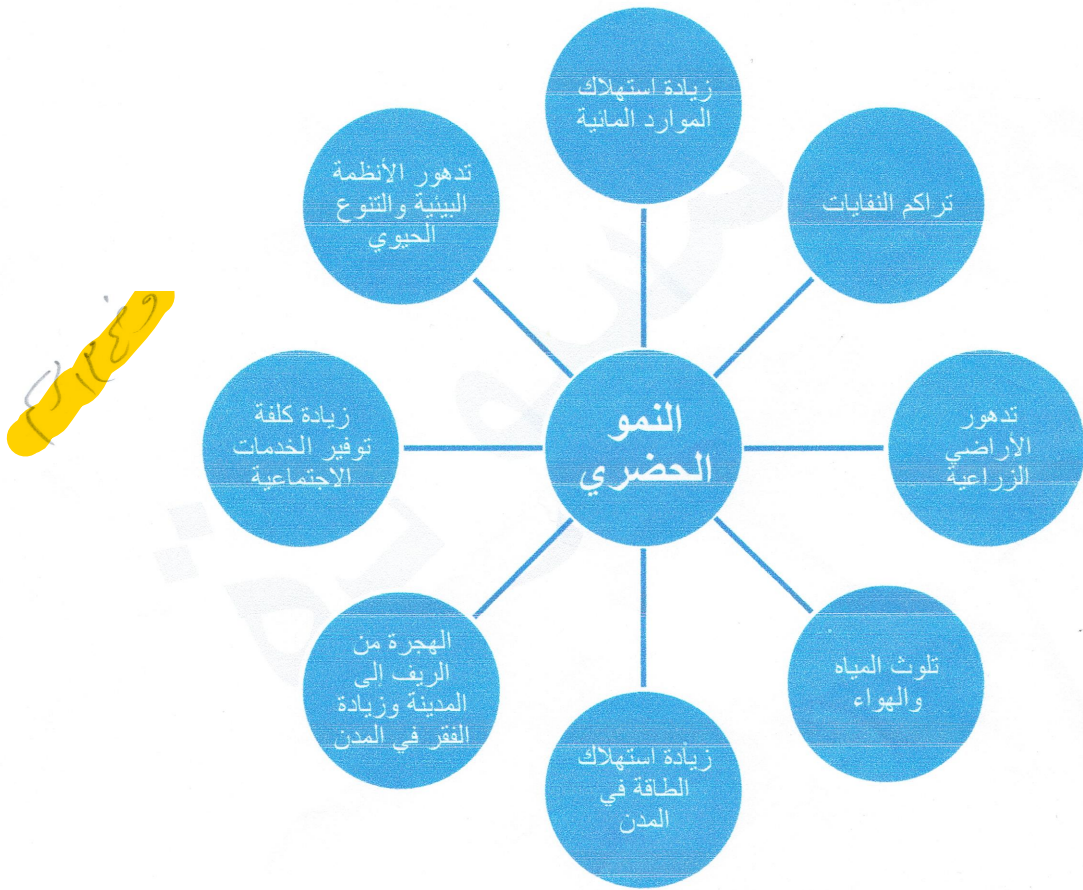 زيادة استهلاك
الموارد المائية
تراكم النفايات
تدهور
الأراضي
الزراعية
تلوث المياه
والهواء
زيادة استهلاك
الطاقة في
المدن
الهجرة من
الريف إلى
المدينة وزيادة
الفقر في المدن
زيادة كلفة
توفير الخدمات
الاجتماعية
تدهور الأنظمة
البيئية والتنوع
الحيوي
النمو
الحضري